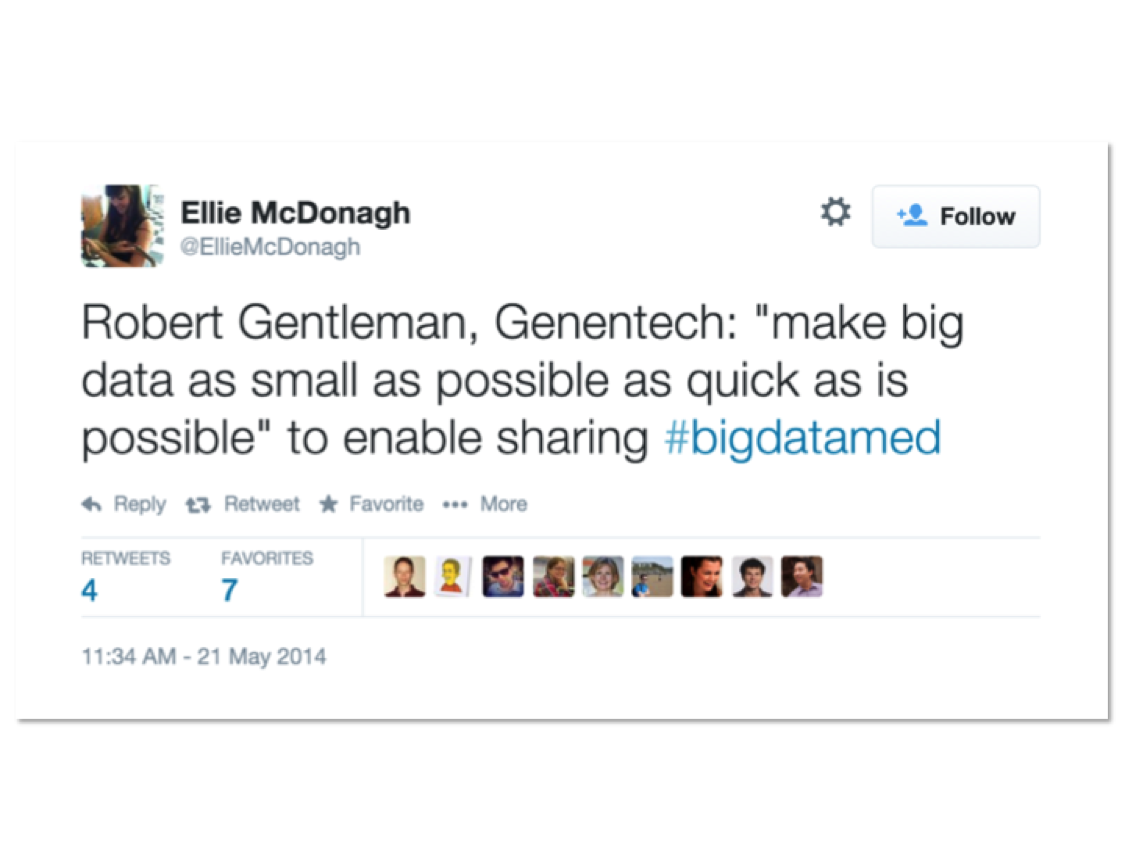 Ellie McDonagh
@EllieMcDonagh
Follow
Robert Gentleman, Genentech: "make big
data as small as possible as quick as is
possible" to enable sharing #bigdatamed
Reply Retweet Favorite More
RETWEETS FAVORITES
4 7
11:34 AM - 21 May 2014